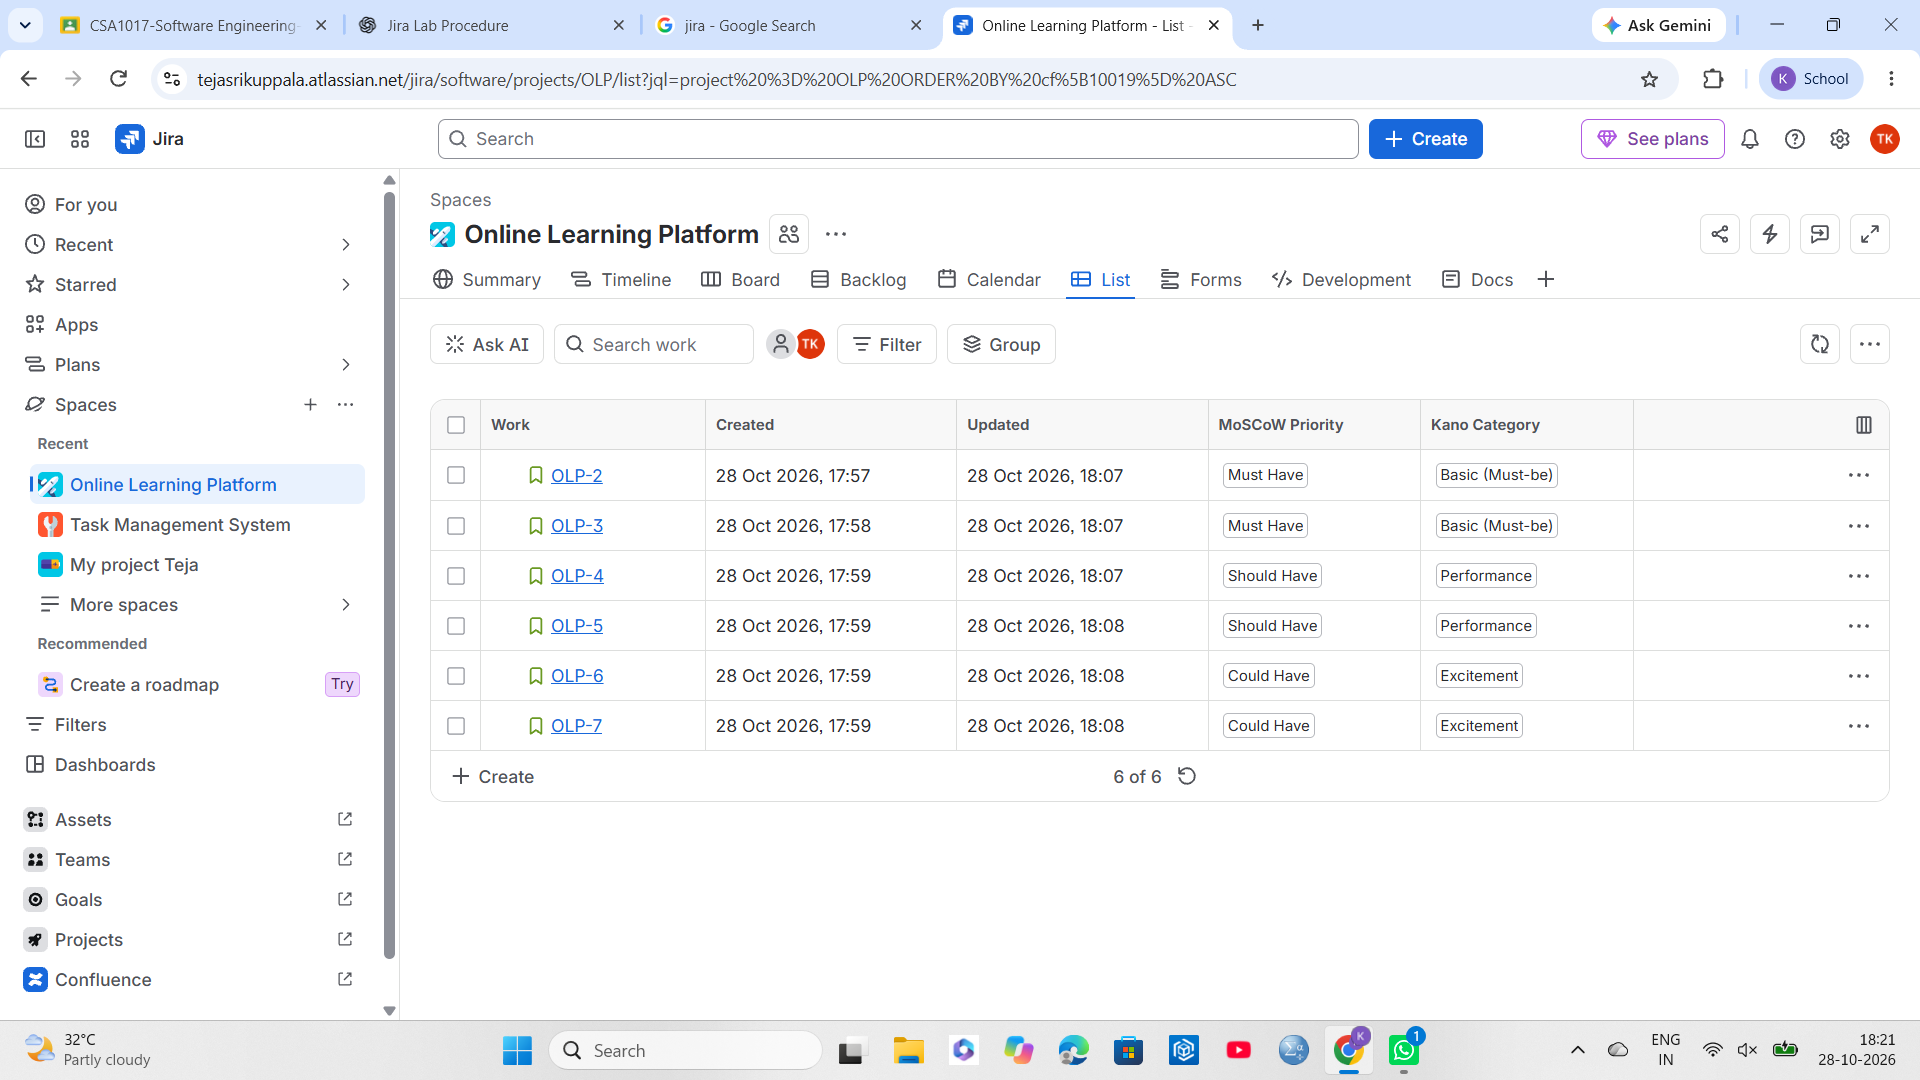 CSA1017-Software Engineering-
Jira Lab Procedure
jira - Google Search
Online Learning Platform - List -
Ask Gemini
tejasrikuppala.atlassian.net/jira/software/projects/OLP/list?jql=project%20%3D%20OLP%20ORDER%20BY%20cf%5B10019%5D%20ASC
K School
Jira
Search
+ Create
See plans
TK
For you
Recent
Starred
Apps
Plans
Spaces
Recent
Online Learning Platform
Task Management System
My project Teja
More spaces
Recommended
Create a roadmap Try
Filters
Dashboards
Assets
Teams
Goals
Projects
Confluence
Spaces
Online Learning Platform
Summary Timeline Board Backlog Calendar List Forms Development Docs
Ask AI Search work TK Filter Group
Work Created Updated MoSCoW Priority Kano Category
OLP-2 28 Oct 2026, 17:57 28 Oct 2026, 18:07 Must Have Basic (Must-be)
OLP-3 28 Oct 2026, 17:58 28 Oct 2026, 18:07 Must Have Basic (Must-be)
OLP-4 28 Oct 2026, 17:59 28 Oct 2026, 18:07 Should Have Performance
OLP-5 28 Oct 2026, 17:59 28 Oct 2026, 18:08 Should Have Performance
OLP-6 28 Oct 2026, 17:59 28 Oct 2026, 18:08 Could Have Excitement
OLP-7 28 Oct 2026, 17:59 28 Oct 2026, 18:08 Could Have Excitement
+ Create 6 of 6
32°C
Partly cloudy
Search
K
1
ENG
IN
18:21
28-10-2026